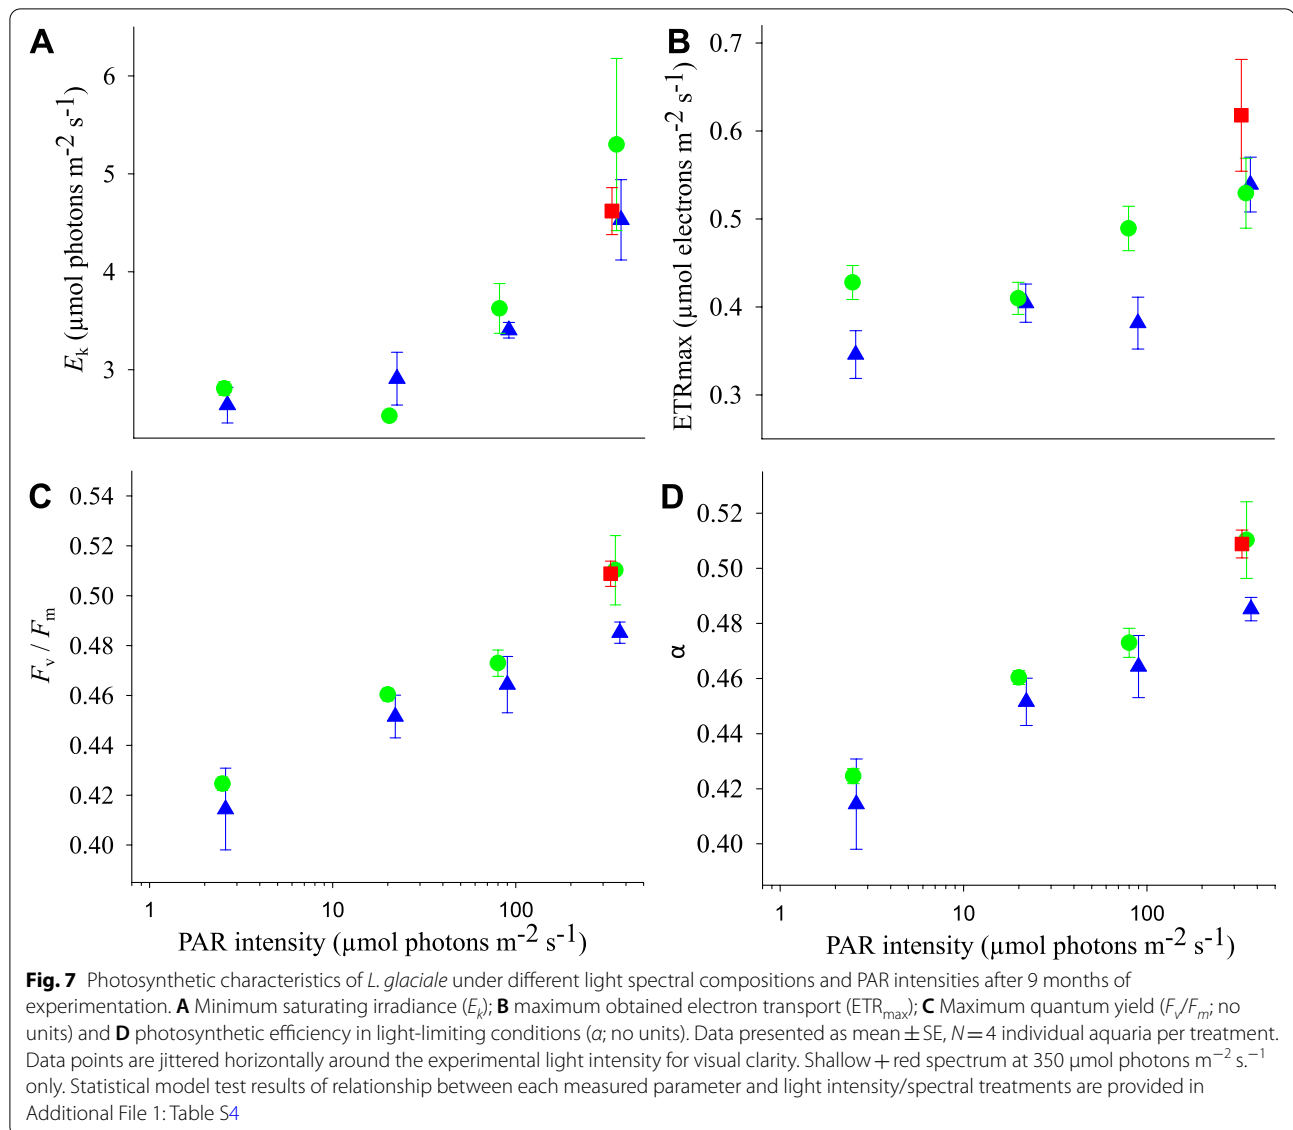 A
E_k (µmol photons m⁻² s⁻¹)
6
5
4
3
B
ETRmax (µmol electrons m⁻² s⁻¹)
0.7
0.6
0.5
0.4
0.3
C
F_v / F_m
0.54
0.52
0.50
0.48
0.46
0.44
0.42
0.40
1
10
100
PAR intensity (µmol photons m⁻² s⁻¹)
D
α
0.52
0.50
0.48
0.46
0.44
0.42
0.40
1
10
100
PAR intensity (µmol photons m⁻² s⁻¹)
Fig. 7 Photosynthetic characteristics of L. glaciale under different light spectral compositions and PAR intensities after 9 months of
experimentation. A Minimum saturating irradiance (E_k); B maximum obtained electron transport (ETR_max); C Maximum quantum yield (F_v/F_m; no
units) and D photosynthetic efficiency in light-limiting conditions (α; no units). Data presented as mean ± SE, N = 4 individual aquaria per treatment.
Data points are jittered horizontally around the experimental light intensity for visual clarity. Shallow + red spectrum at 350 µmol photons m⁻² s.⁻¹
only. Statistical model test results of relationship between each measured parameter and light intensity/spectral treatments are provided in
Additional File 1: Table S4